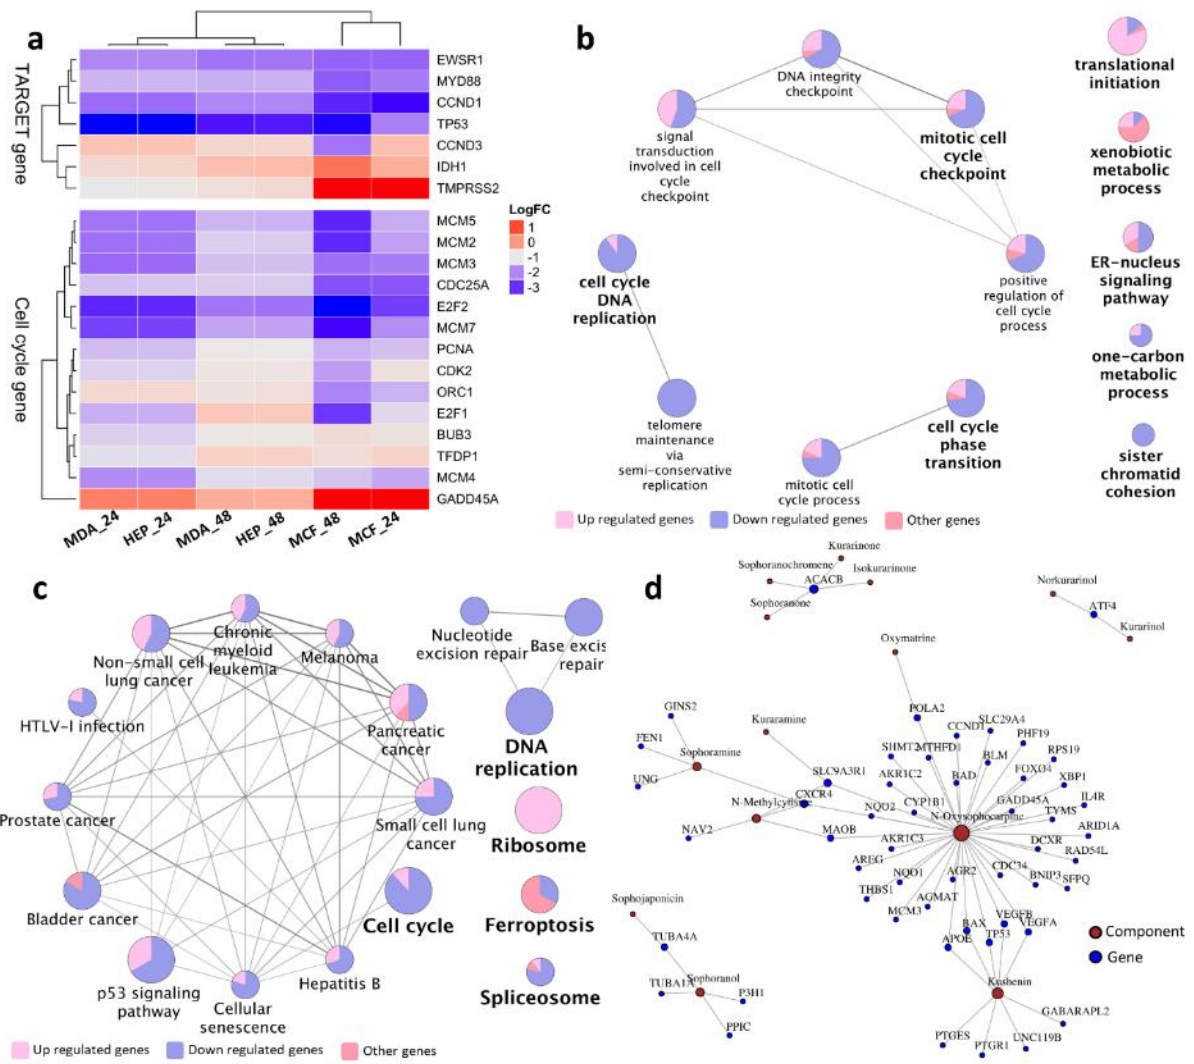 a
TARGET gene
EWSR1
MYD88
CCND1
TP53
CCND3
IDH1
TMPRSS2
Cell cycle gene
MCM5
MCM2
MCM3
CDC25A
E2F2
MCM7
PCNA
CDK2
ORC1
E2F1
BUB3
TFDP1
MCM4
GADD45A
MDA_24
HEP_24
MDA_48
HEP_48
MCF_48
MCF_24
LogFC
1
0
-1
-2
-3
b
DNA integrity
checkpoint
signal
transduction
involved in cell
cycle
checkpoint
mitotic cell
cycle
checkpoint
cell cycle
DNA
replication
positive
regulation of
cell cycle
process
telomere
maintenance
via
semi-conservative
replication
cell cycle
phase
transition
mitotic
cell cycle process
translational
initiation
xenobiotic
metabolic
process
ER-nucleus
signaling
pathway
one-carbon
metabolic
process
sister
chromatid
cohesion
Up regulated genes
Down regulated genes
Other genes
c
Chronic
myeloid
leukemia
Non-small cell
lung cancer
Melanoma
HTLV-I infection
Pancreatic
cancer
Prostate cancer
Small cell lung
cancer
Bladder cancer
p53 signaling
pathway
Cellular
senescence
Hepatitis B
Nucleotide
excision repair
Base excis
repair
DNA
replication
Ribosome
Cell cycle
Ferroptosis
Spliceosome
Up regulated genes
Down regulated genes
Other genes
d
Kurarinone
Sophoranochromene
Isokurarinone
ACACB
Sophoranone
Norkurarinol
ATF4
Kurarinol
Oxymatrine
GINS2
POLA2
FEN1
Kuraramine
CCND1
SLC29A4
PHF19
Sophoramine
SHMT2
MTHFD1
BLM
RPS19
UNG
SLC9A3R1
AKR1C2
BAD
FOXO4
XBP1
CXCR4
N-Methylcytisine
NQO2
CYP1B1
GADD45A
IL4R
N-Oxysophocarpine
TYMS
NAV2
MAOB
AKR1C3
DCXR
ARID1A
AREG
RAD54L
NQO1
AGR2
CDC34
BNIP3
SFPQ
THBS1
AGMAT
MCM3
BAX
VEGFB
VEGFA
APOE
TP53
Sophojaponicin
TUBA4A
TUBA1A
Sophoranol
P3H1
PPIC
Kushenin
GABARAPL2
PTGES
PTGR1
UNC119B
Component
Gene